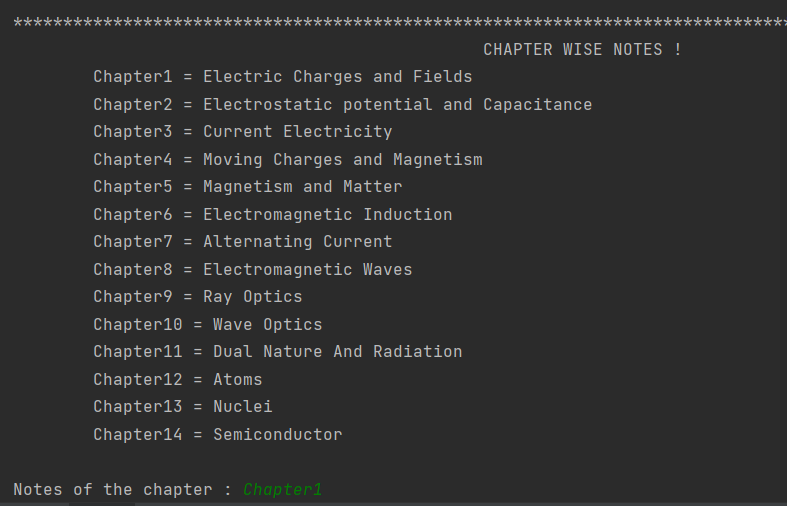 ******************************************************************************
CHAPTER WISE NOTES !
Chapter1 = Electric Charges and Fields
Chapter2 = Electrostatic potential and Capacitance
Chapter3 = Current Electricity
Chapter4 = Moving Charges and Magnetism
Chapter5 = Magnetism and Matter
Chapter6 = Electromagnetic Induction
Chapter7 = Alternating Current
Chapter8 = Electromagnetic Waves
Chapter9 = Ray Optics
Chapter10 = Wave Optics
Chapter11 = Dual Nature And Radiation
Chapter12 = Atoms
Chapter13 = Nuclei
Chapter14 = Semiconductor
Notes of the chapter : Chapter1